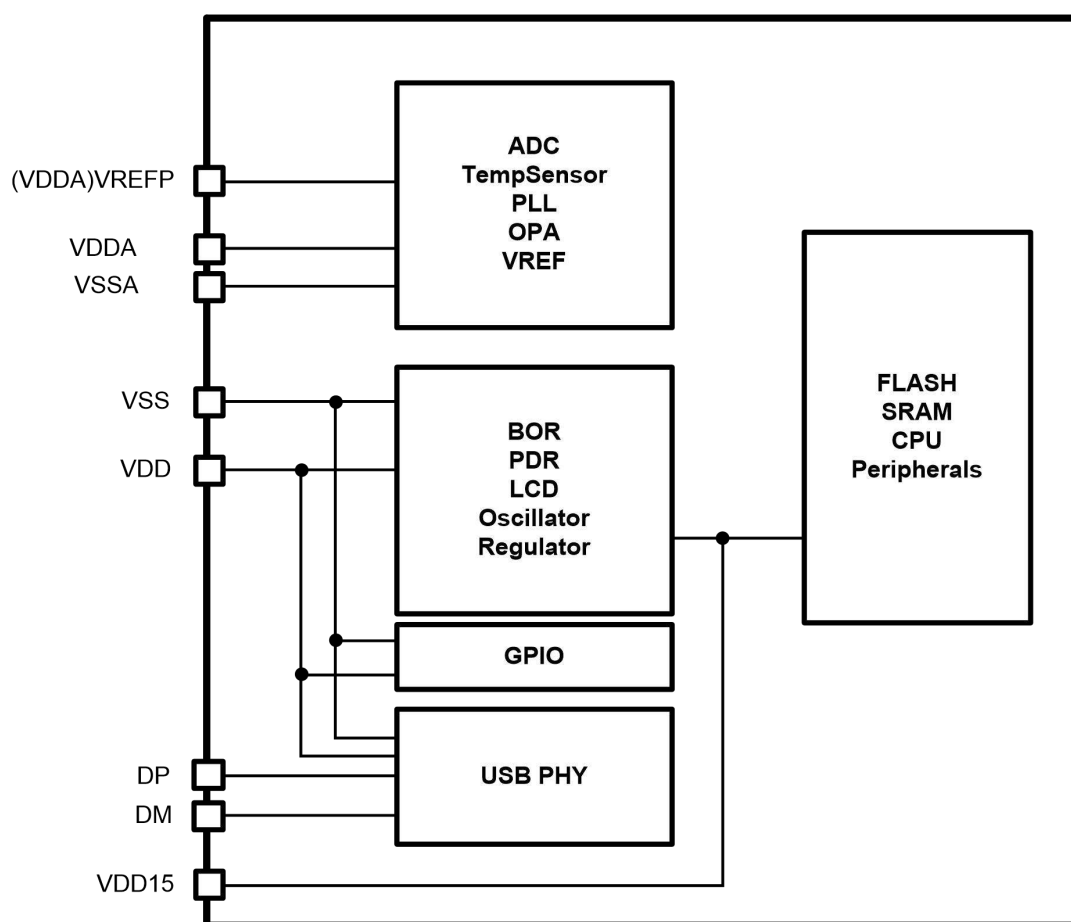 (VDDA)VREFP
VDDA
VSSA
VSS
VDD
DP
DM
VDD15
ADC
TempSensor
PLL
OPA
VREF
BOR
PDR
LCD
Oscillator
Regulator
GPIO
USB PHY
FLASH
SRAM
CPU
Peripherals